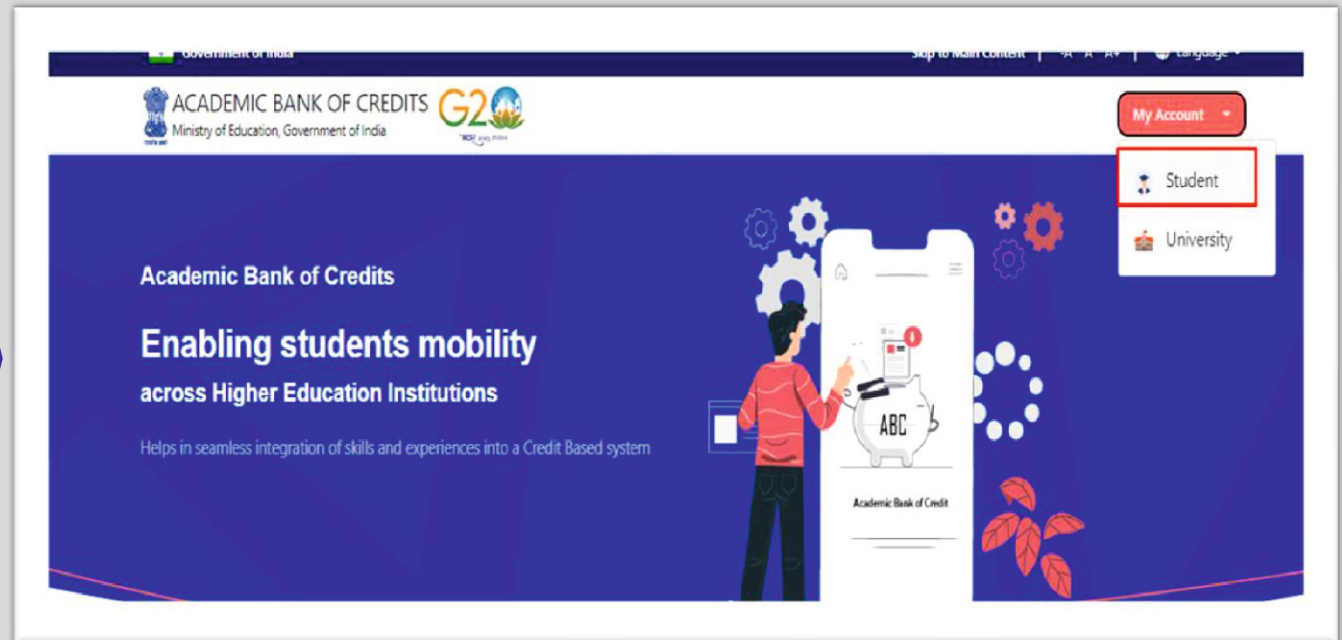 Government of India
Skip to Main Content | -A A A+ | Language
ACADEMIC BANK OF CREDITS
Ministry of Education, Government of India
G20
My Account
Student
University
Academic Bank of Credits
Enabling students mobility
across Higher Education Institutions
Helps in seamless integration of skills and experiences into a Credit Based system
ABC
Academic Bank of Credit